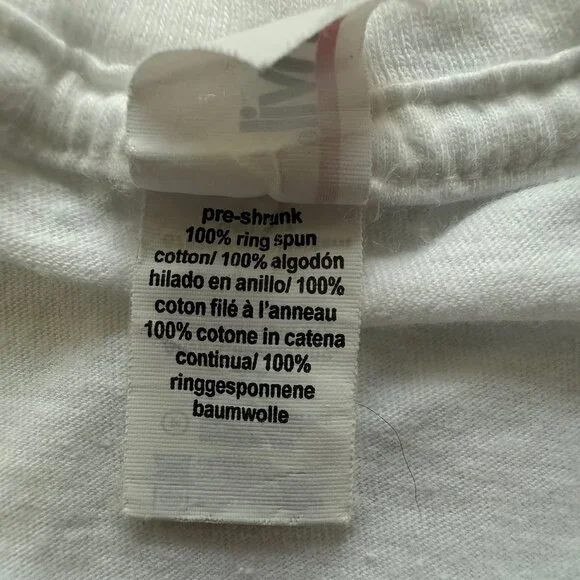 pre-shrunk
100% ring spun
cotton/ 100% algodón
hilado en anillo/ 100%
coton filé à l'anneau
100% cotone in catena
continua/ 100%
ringgesponnene
baumwolle